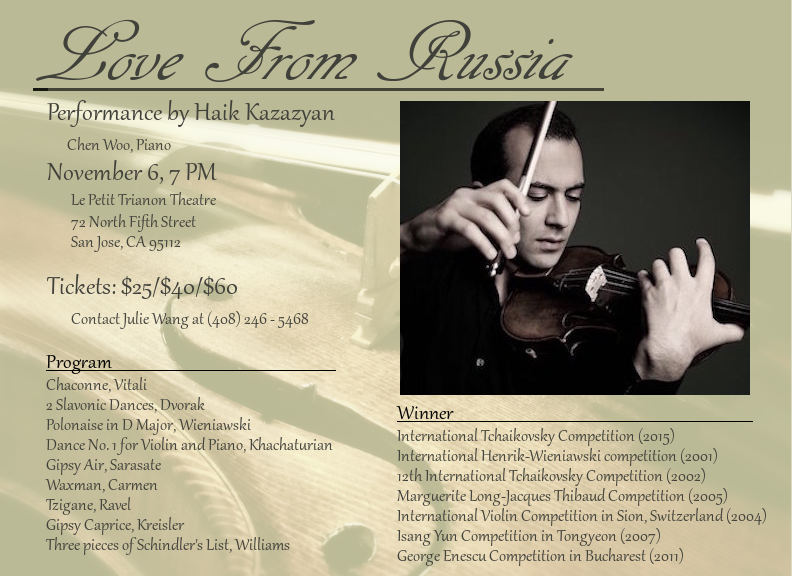 Love From Russia
Performance by Haik Kazazyan
Chen Woo, Piano
November 6, 7 PM
Le Petit Trianon Theatre
72 North Fifth Street
San Jose, CA 95112
Tickets: $25/$40/$60
Contact Julie Wang at (408) 246 - 5468
Program
Chaconne, Vitali
2 Slavonic Dances, Dvorak
Polonaise in D Major, Wieniawski
Dance No. 1 for Violin and Piano, Khachaturian
Gipsy Air, Sarasate
Waxman, Carmen
Tzigane, Ravel
Gipsy Caprice, Kreisler
Three pieces of Schindler's List, Williams
Winner
International Tchaikovsky Competition (2015)
International Henrik-Wieniawski competition (2001)
12th International Tchaikovsky Competition (2002)
Marguerite Long-Jacques Thibaud Competition (2005)
International Violin Competition in Sion, Switzerland (2004)
Isang Yun Competition in Tongyeon (2007)
George Enescu Competition in Bucharest (2011)